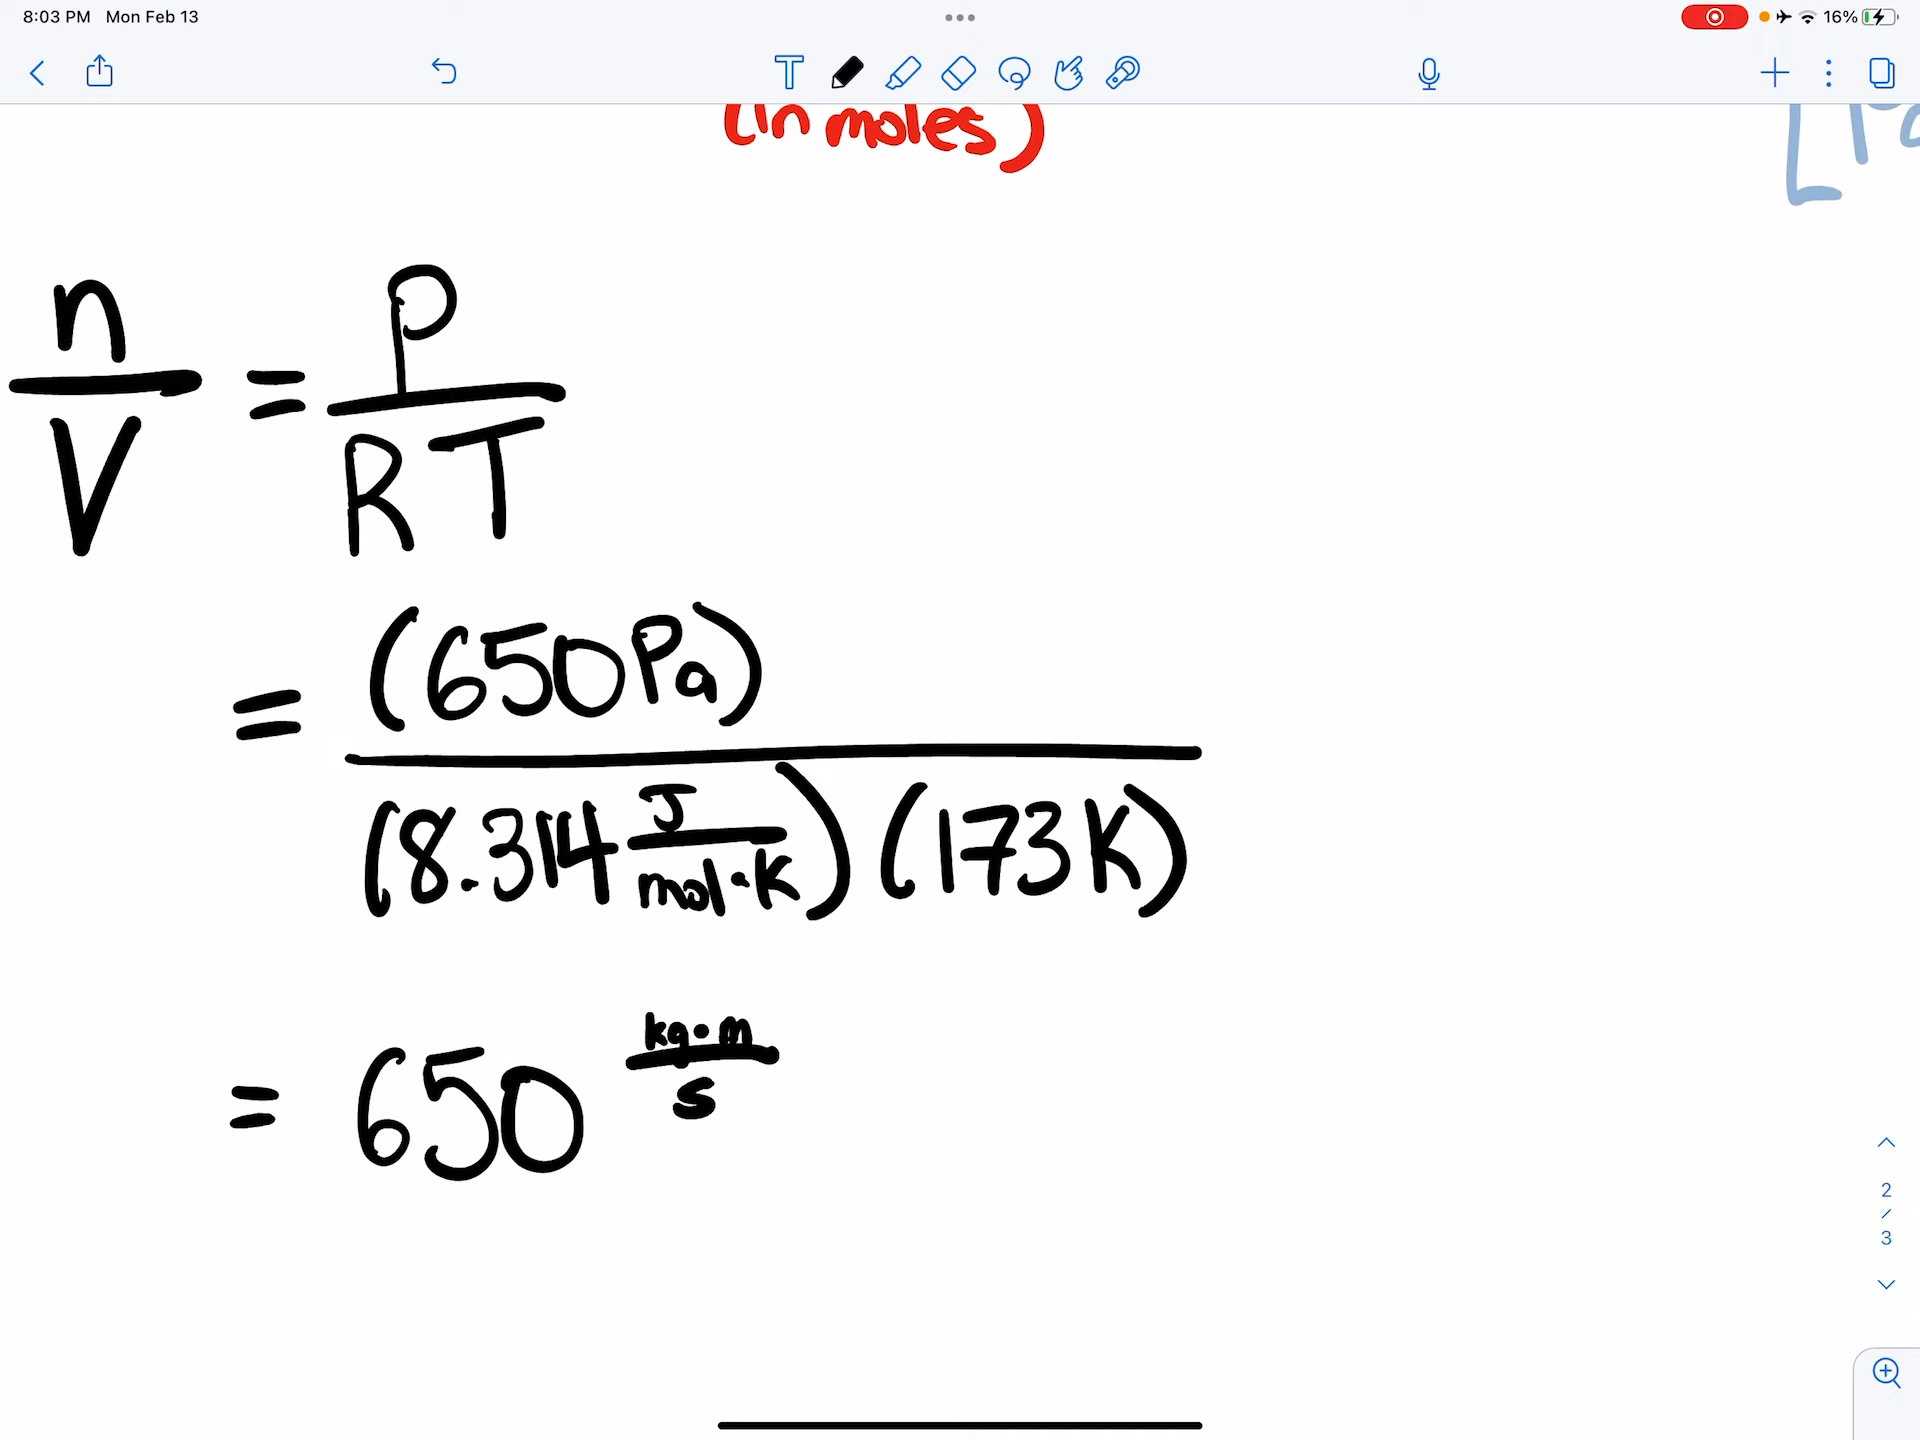 8:03 PM Mon Feb 13
16%
T
(in moles)
[Pa
n/V = P/RT
= (650Pa)/((8.314 J/mol·K)(173K))
= 650 kg·m/s
2
/
3